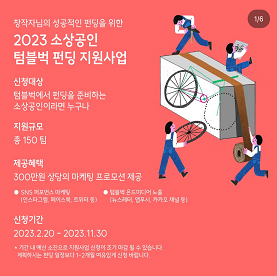 창작자님의 성공적인 펀딩을 위한
1/6
2023 소상공인
텀블벅 펀딩 지원사업
신청대상
텀블벅에서 펀딩을 준비하는
소상공인이라면 누구나
지원규모
총 150 팀
제공혜택
300만원 상당의 마케팅 프로모션 제공
● SNS 퍼포먼스 마케팅
(인스타그램, 페이스북, 트위터 등)
● 텀블벅 온드미디어 노출
(뉴스레터, 앱푸시, 카카오 채널 등)
신청기간
2023.2.20 - 2023.11.30
* 기간 내 예산 소진으로 지원사업 신청이 조기 마감 될 수 있습니다.
계획하시는 펀딩 일정보다 1~2개월 여유있게 신청 바랍니다.